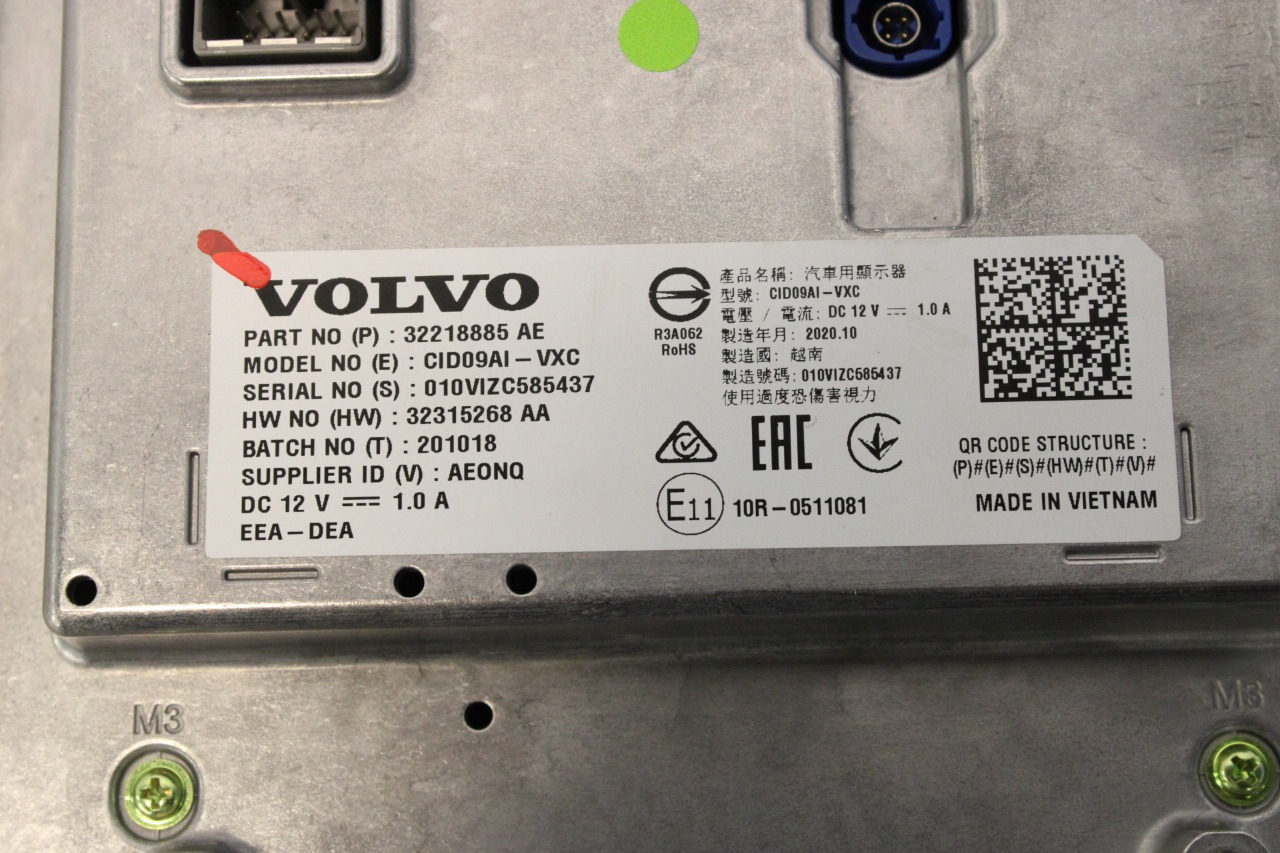 VOLVO
PART NO (P) : 32218885 AE
MODEL NO (E) : CID09AI-VXC
SERIAL NO (S) : 010VIZC585437
HW NO (HW) : 32315268 AA
BATCH NO (T) : 201018
SUPPLIER ID (V) : AEONQ
DC 12 V ⎓ 1.0 A
EEA-DEA
R3A062
RoHS
產品名稱: 汽車用顯示器
型號: CID09AI-VXC
電壓 / 電流: DC 12 V ⎓ 1.0 A
製造年月: 2020.10
製造國: 越南
製造號碼: 010VIZC585437
使用過度恐傷害視力
EAC
E11 10R-0511081
QR CODE STRUCTURE :
(P)#(E)#(S)#(HW)#(T)#(V)#
MADE IN VIETNAM
M3
M3